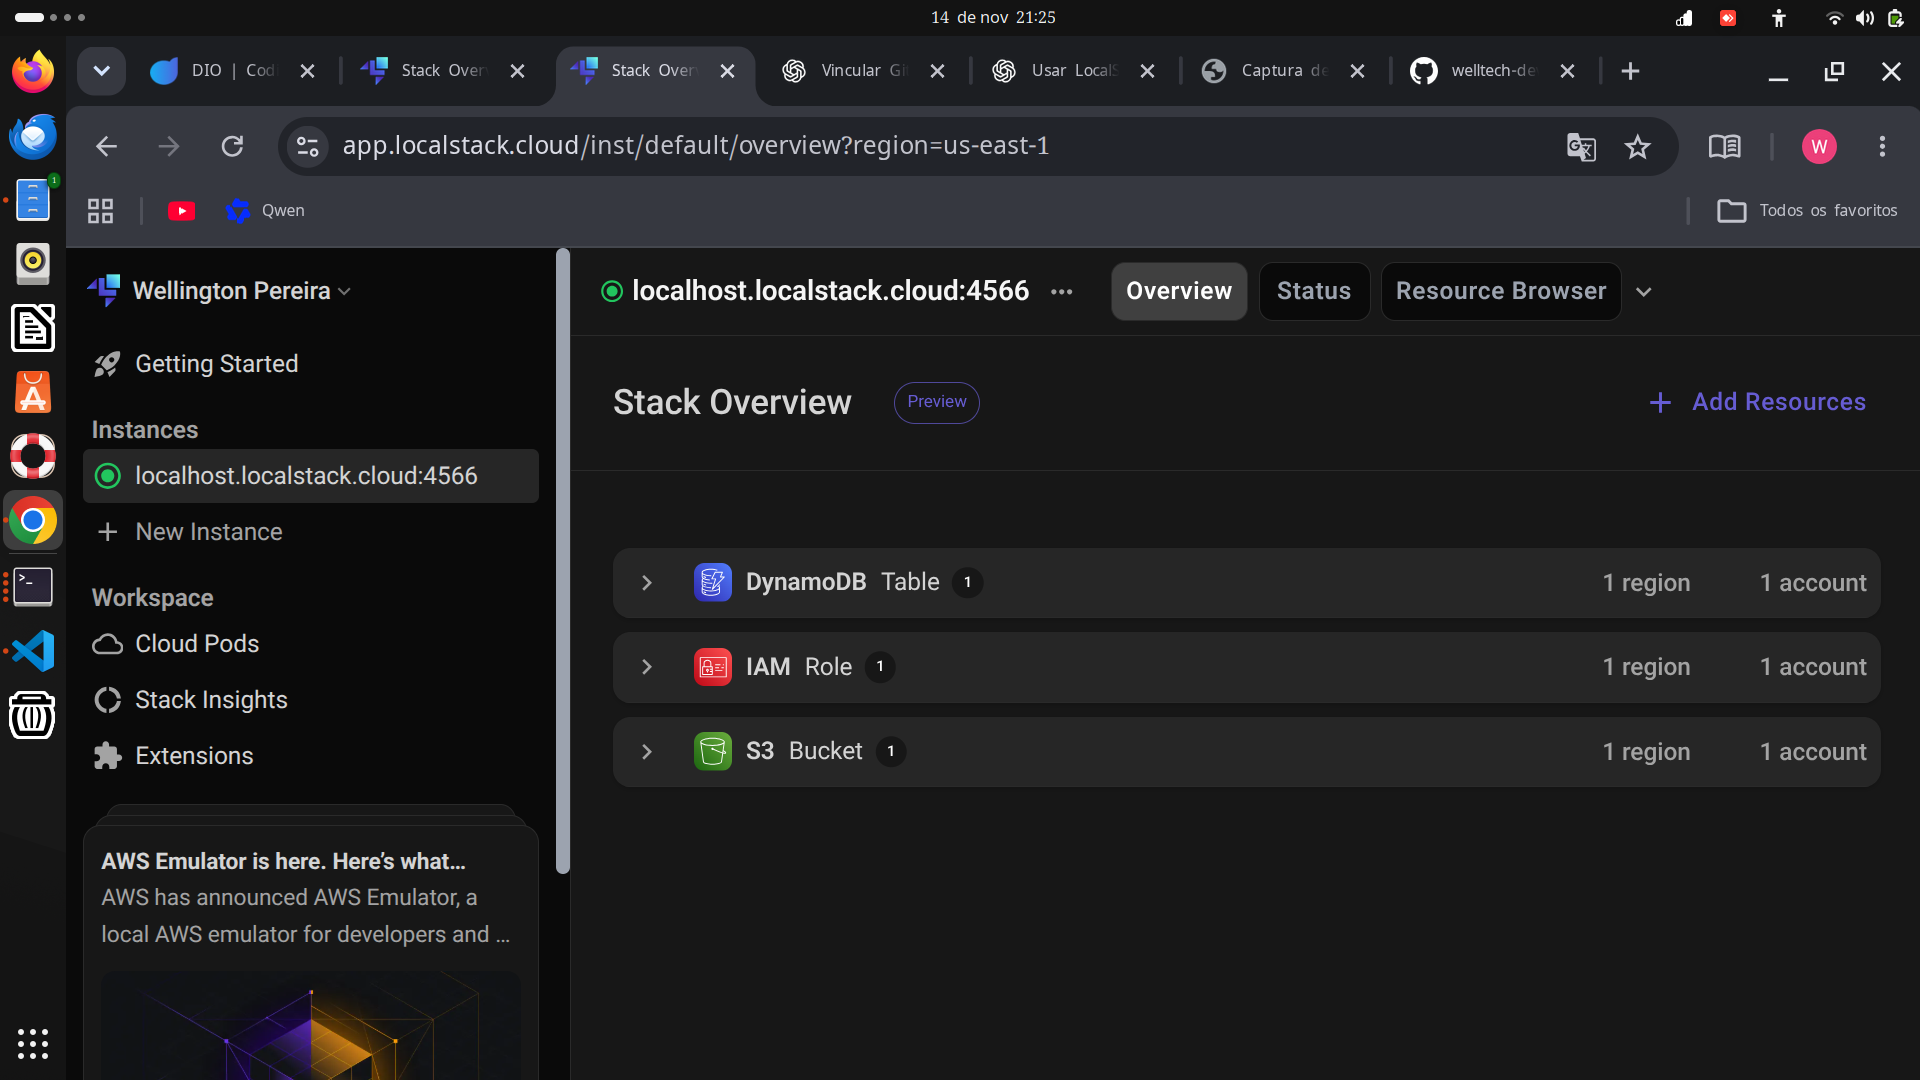 14 de nov 21:25
DIO | Cod
Stack Over
Stack Over
Vincular Gi
Usar LocalS
Captura de
welltech-de
app.localstack.cloud/inst/default/overview?region=us-east-1
W
Qwen
Todos os favoritos
Wellington Pereira
Getting Started
Instances
localhost.localstack.cloud:4566
New Instance
Workspace
Cloud Pods
Stack Insights
Extensions
AWS Emulator is here. Here’s what…
AWS has announced AWS Emulator, a
local AWS emulator for developers and …
localhost.localstack.cloud:4566
Overview
Status
Resource Browser
Stack Overview
Preview
Add Resources
DynamoDB Table 1 1 region 1 account
IAM Role 1 1 region 1 account
S3 Bucket 1 1 region 1 account
1